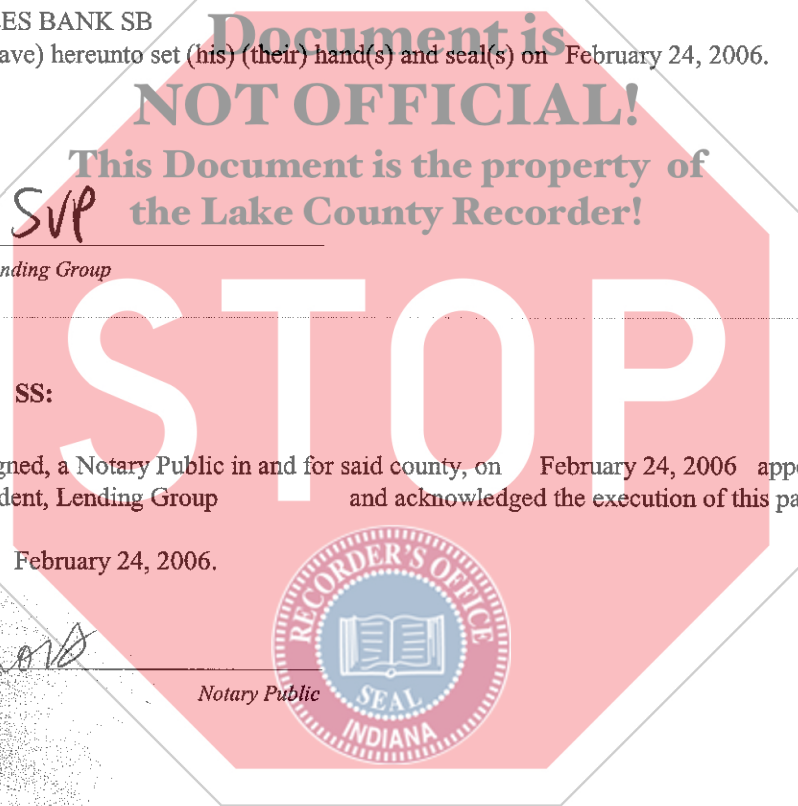 ES BANK SB
Document is
ave) hereunto set (his) (their) hand(s) and seal(s) on February 24, 2006.
NOT OFFICIAL!
This Document is the property of
SVP
the Lake County Recorder!
nding Group
STOP
SS:
gned, a Notary Public in and for said county, on February 24, 2006 appe
dent, Lending Group and acknowledged the execution of this pa
February 24, 2006.
Notary Public
RECORDER'S OFFICE
SEAL
INDIANA